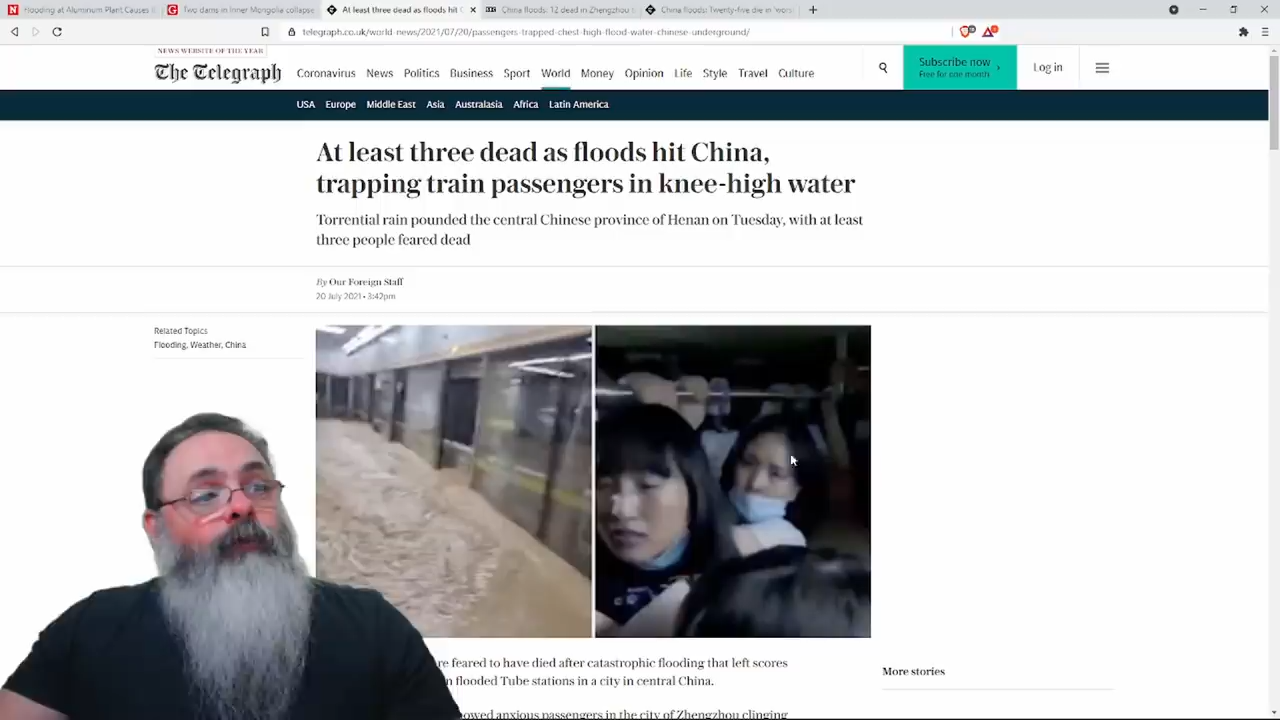 Flooding at Aluminum Plant Causes
Two dams in Inner Mongolia collapse
At least three dead as floods hit C
China floods: 12 dead in Zhengzhou t
China floods: Twenty-five die in 'wors
telegraph.co.uk/world-news/2021/07/20/passengers-trapped-chest-high-flood-water-chinese-underground/
NEWS WEBSITE OF THE YEAR
The Telegraph
Coronavirus News Politics Business Sport World Money Opinion Life Style Travel Culture
Subscribe now
Free for one month
Log in
USA Europe Middle East Asia Australasia Africa Latin America
At least three dead as floods hit China,
trapping train passengers in knee-high water
Torrential rain pounded the central Chinese province of Henan on Tuesday, with at least
three people feared dead
By Our Foreign Staff
20 July 2021 • 3:42pm
Related Topics
Flooding, Weather, China
re feared to have died after catastrophic flooding that left scores
n flooded Tube stations in a city in central China.
More stories
owed anxious passengers in the city of Zhengzhou clinging